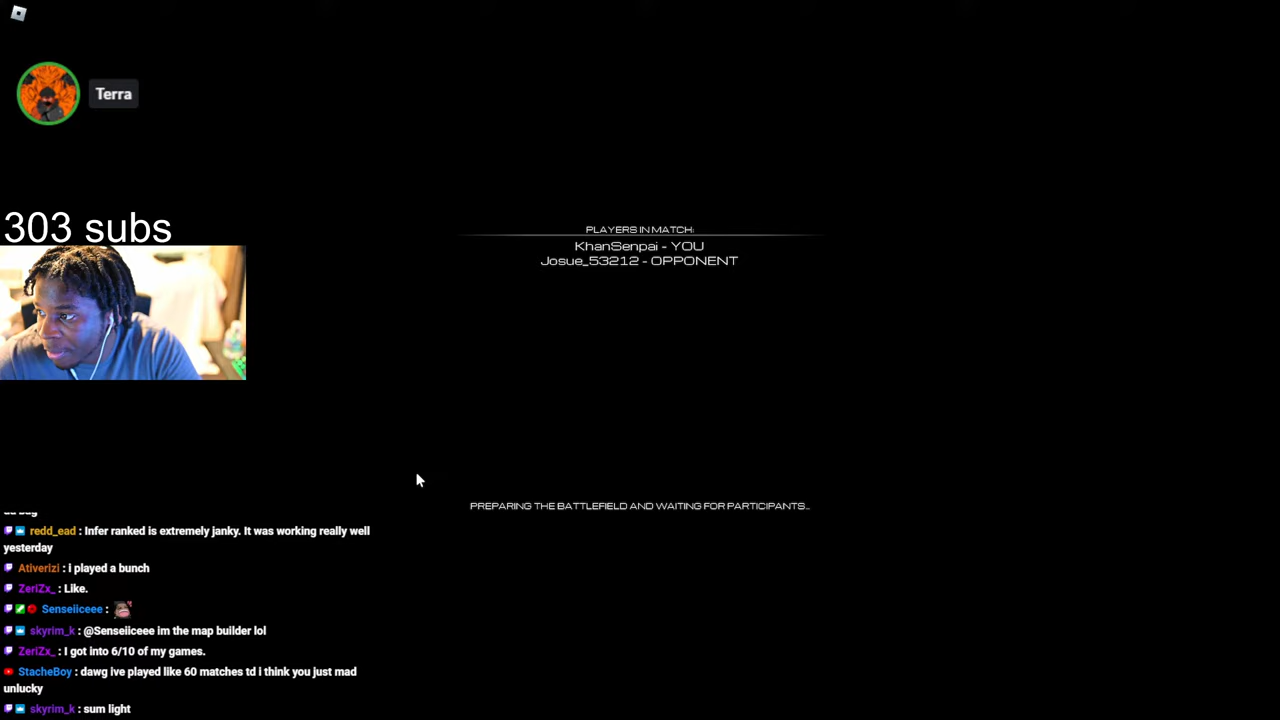 Terra
303 subs
PLAYERS IN MATCH:
KhanSenpai - YOU
Josue_53212 - OPPONENT
PREPARING THE BATTLEFIELD AND WAITING FOR PARTICIPANTS...
redd_ead : Infer ranked is extremely janky. It was working really well
yesterday
Ativerizi : i played a bunch
ZeriZx_ : Like.
Senseiiceee :
skyrim_k : @Senseiiceee im the map builder lol
ZeriZx_ : I got into 6/10 of my games.
StacheBoy : dawg ive played like 60 matches td i think you just mad
unlucky
skyrim_k : sum light